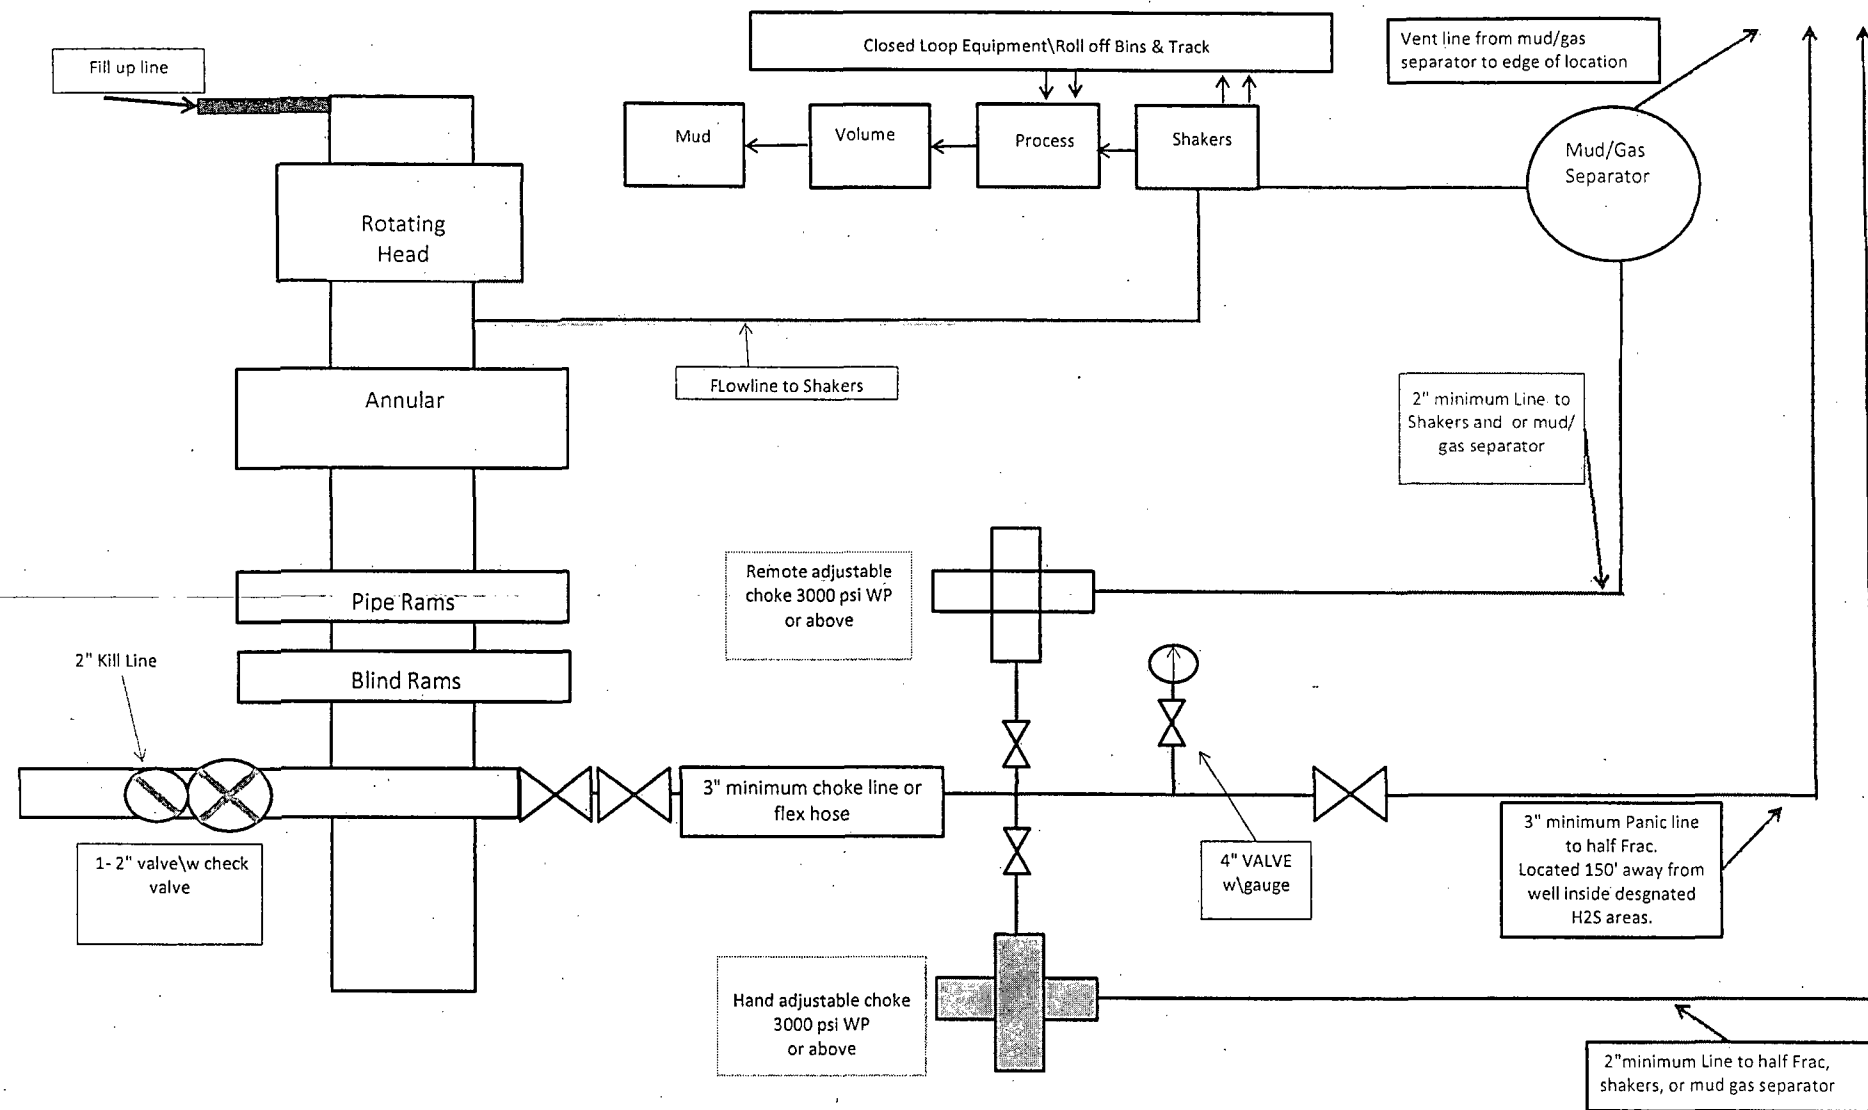 Closed Loop Equipment\Roll off Bins & Track
Vent line from mud/gas
separator to edge of location
Fill up line
Mud
Volume
Process
Shakers
Mud/Gas
Separator
Rotating
Head
FLowline to Shakers
Annular
2" minimum Line to
Shakers and or mud/
gas separator
Remote adjustable
choke 3000 psi WP
or above
Pipe Rams
2" Kill Line
Blind Rams
3" minimum choke line or
flex hose
1- 2" valve\w check
valve
4" VALVE
w\gauge
3" minimum Panic line
to half Frac.
Located 150' away from
well inside desgnated
H2S areas.
Hand adjustable choke
3000 psi WP
or above
2"minimum Line to half Frac,
shakers, or mud gas separator